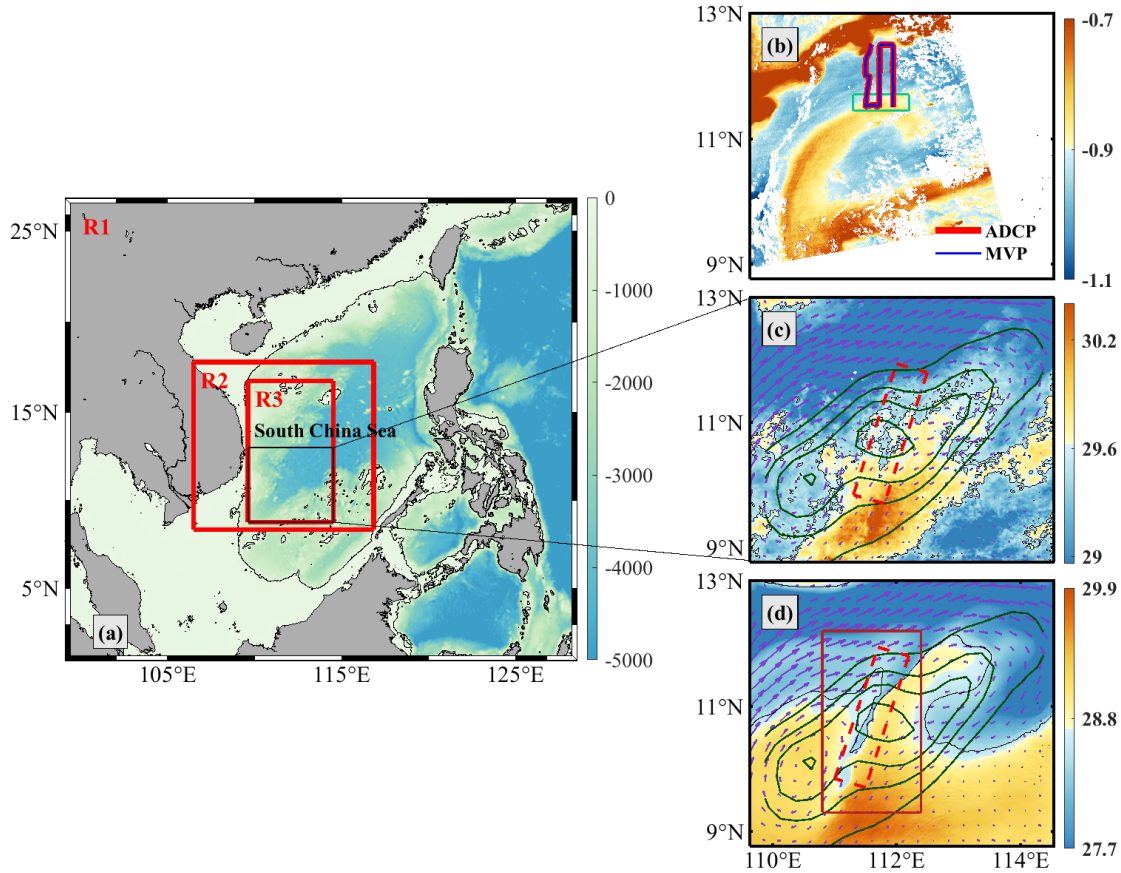 R1
R2
R3
South China Sea
(a)
25°N
15°N
5°N
105°E
115°E
125°E
0
-1000
-2000
-3000
-4000
-5000
(b)
ADCP
MVP
13°N
11°N
9°N
-0.7
-0.9
-1.1
(c)
13°N
11°N
9°N
30.2
29.6
29
(d)
13°N
11°N
9°N
110°E
112°E
114°E
29.9
28.8
27.7